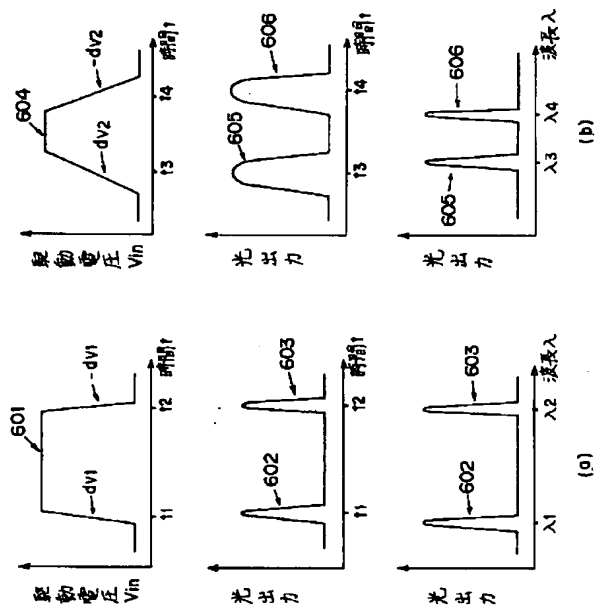 601
dv1
-dv1
t1
t2
時間t
駆動電圧
Vin
602
603
t1
t2
時間t
光出力
602
603
λ1
λ2
波長λ
光出力
(a)
604
dv2
-dv2
t3
t4
時間t
駆動電圧
Vin
605
606
t3
t4
時間t
光出力
605
606
λ3
λ4
波長λ
光出力
(b)